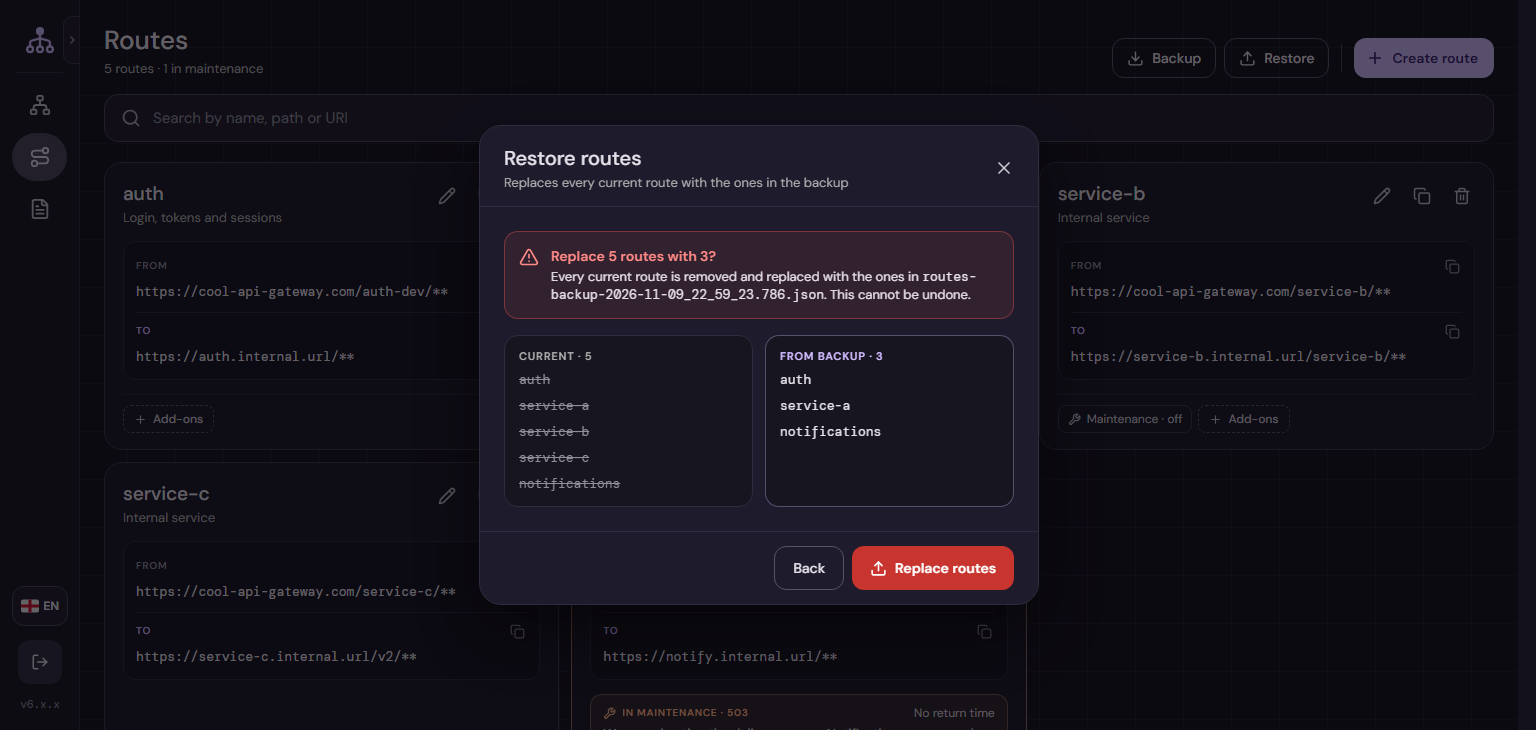 Routes
5 routes · 1 in maintenance
Backup
Restore
Create route
Search by name, path or URI
auth
Login, tokens and sessions
FROM
https://cool-api-gateway.com/auth-dev/**
TO
https://auth.internal.url/**
Add-ons
service-b
Internal service
FROM
https://cool-api-gateway.com/service-b/**
TO
https://service-b.internal.url/service-b/**
Maintenance · off
Add-ons
Restore routes
Replaces every current route with the ones in the backup
Replace 5 routes with 3?
Every current route is removed and replaced with the ones in routes-
backup-2026-11-09_22_59_23.786.json. This cannot be undone.
CURRENT · 5
auth
service-a
service-b
service-c
notifications
FROM BACKUP · 3
auth
service-a
notifications
Back
Replace routes
service-c
Internal service
FROM
https://cool-api-gateway.com/service-c/**
TO
https://service-c.internal.url/v2/**
TO
https://notify.internal.url/**
IN MAINTENANCE · 503
No return time
EN
v6.x.x